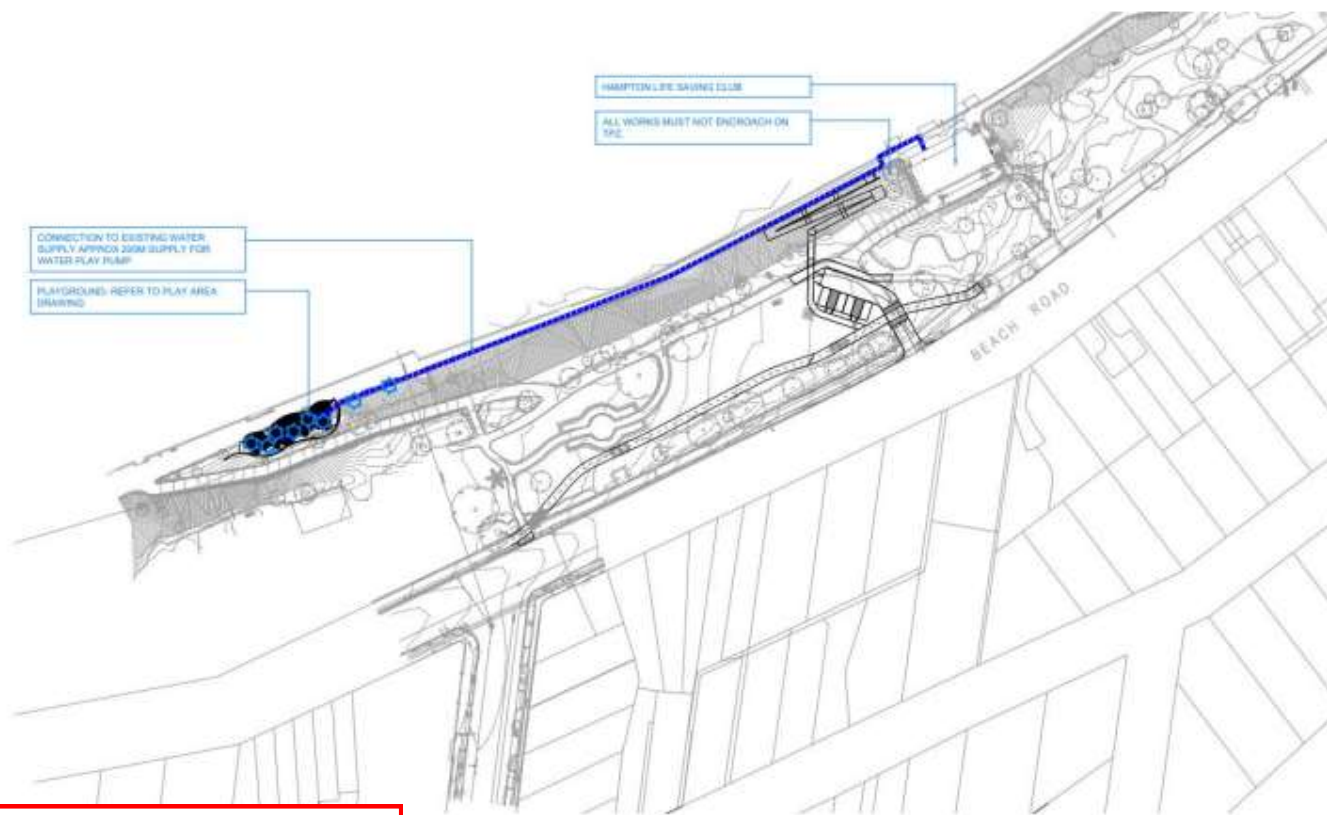 HAMPTON LIFE SAVING CLUB
ALL WORKS MUST NOT ENCROACH ON
TPZ.
CONNECTION TO EXISTING WATER
SUPPLY APPROX SUPPLY FOR
WATER PLAY PUMP
PLAYGROUND: REFER TO PLAY AREA
DRAWING
BEACH ROAD